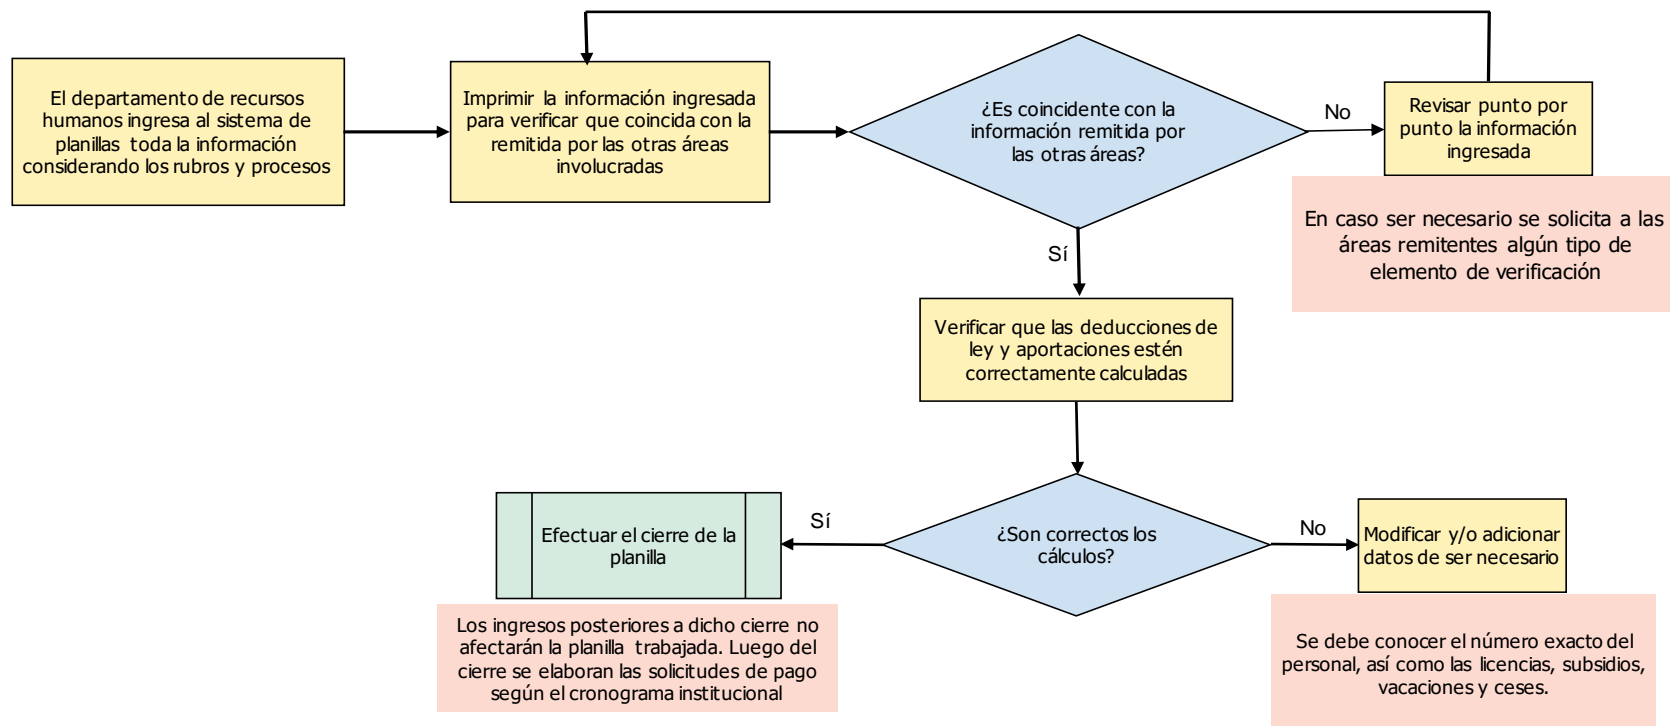 El departamento de recursos
humanos ingresa al sistema de
planillas toda la información
considerando los rubros y procesos
Imprimir la información ingresada
para verificar que coincida con la
remitida por las otras áreas
involucradas
¿Es coincidente con la
información remitida por
las otras áreas?
No
Revisar punto por
punto la información
ingresada
En caso ser necesario se solicita a las
áreas remitentes algún tipo de
elemento de verificación
Sí
Verificar que las deducciones de
ley y aportaciones estén
correctamente calculadas
¿Son correctos los
cálculos?
Sí
Efectuar el cierre de la
planilla
Los ingresos posteriores a dicho cierre no
afectarán la planilla trabajada. Luego del
cierre se elaboran las solicitudes de pago
según el cronograma institucional
No
Modificar y/o adicionar
datos de ser necesario
Se debe conocer el número exacto del
personal, así como las licencias, subsidios,
vacaciones y ceses.